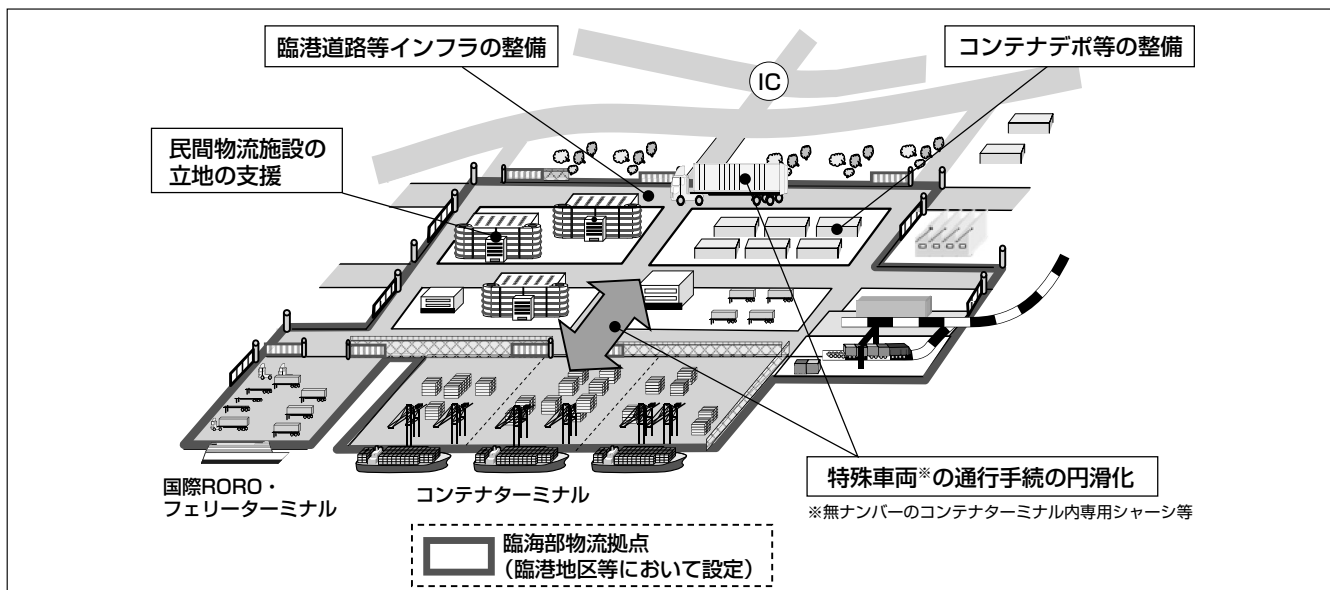 臨港道路等インフラの整備
コンテナデポ等の整備
IC
民間物流施設の
立地の支援
特殊車両※の通行手続の円滑化
※無ナンバーのコンテナターミナル内専用シャーシ等
国際RORO・
フェリーターミナル
コンテナターミナル
臨海部物流拠点
(臨港地区等において設定)